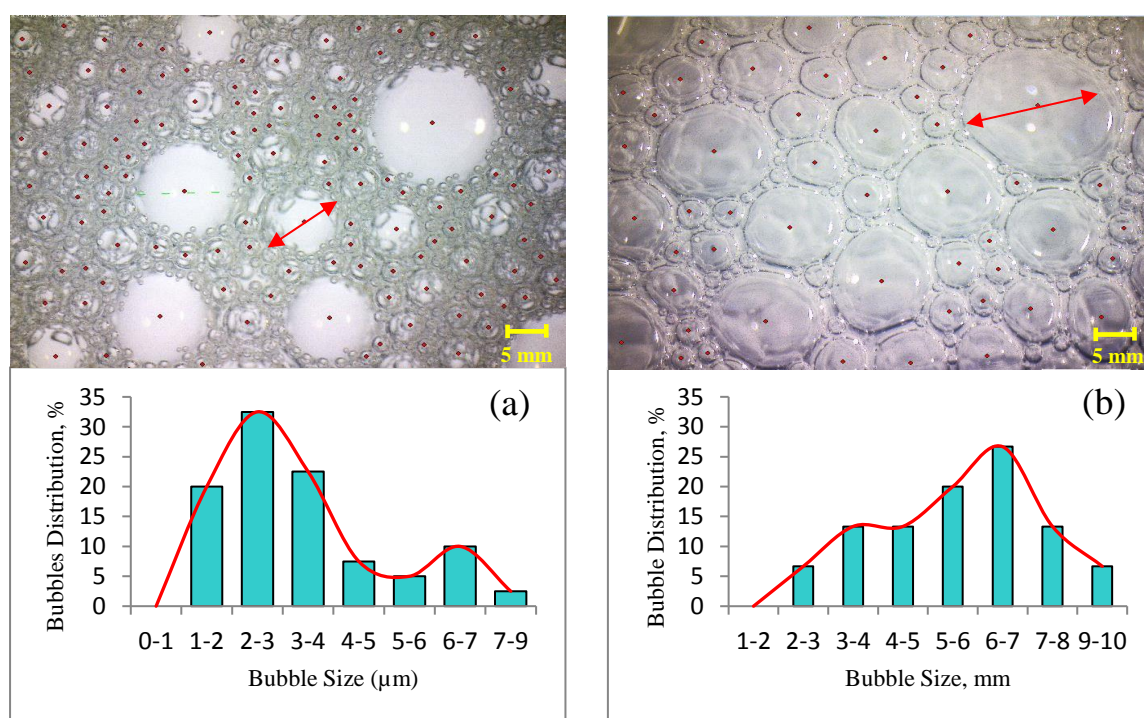 5 mm
(a)
Bubbles Distribution, %
35
30
25
20
15
10
5
0
0-1 1-2 2-3 3-4 4-5 5-6 6-7 7-9
Bubble Size (µm)
5 mm
(b)
Bubble Distribution, %
35
30
25
20
15
10
5
0
1-2 2-3 3-4 4-5 5-6 6-7 7-8 9-10
Bubble Size, mm